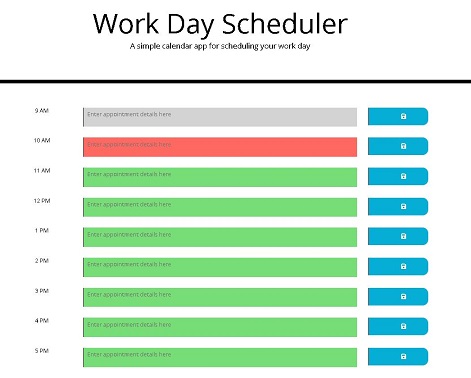 Work Day Scheduler
A simple calendar app for scheduling your work day
9 AM Enter appointment details here
10 AM Enter appointment details here
11 AM Enter appointment details here
12 PM Enter appointment details here
1 PM Enter appointment details here
2 PM Enter appointment details here
3 PM Enter appointment details here
4 PM Enter appointment details here
5 PM Enter appointment details here